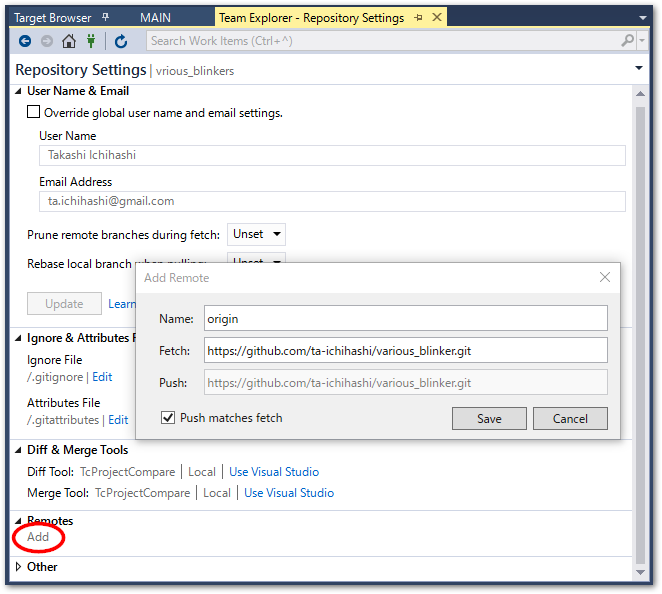 Target Browser MAIN Team Explorer - Repository Settings
Search Work Items (Ctrl+^)
Repository Settings | vrious_blinkers
User Name & Email
Override global user name and email settings.
User Name
Takashi Ichihashi
Email Address
ta.ichihashi@gmail.com
Prune remote branches during fetch: Unset
Rebase local branch when pulling: Unset
Add Remote
Name: origin
Fetch: https://github.com/ta-ichihashi/various_blinker.git
Push: https://github.com/ta-ichihashi/various_blinker.git
Push matches fetch
Save Cancel
Update Learn
Ignore & Attributes F
Ignore File
/.gitignore | Edit
Attributes File
/.gitattributes | Edit
Diff & Merge Tools
Diff Tool: TcProjectCompare | Local | Use Visual Studio
Merge Tool: TcProjectCompare | Local | Use Visual Studio
Remotes
Add
Other